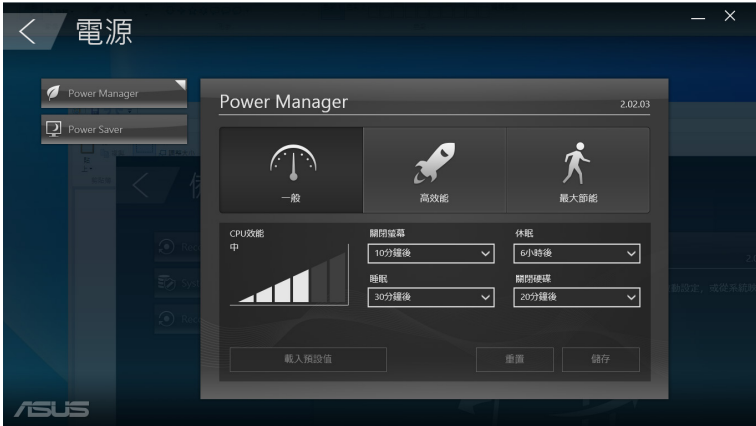 電源
Power Manager
Power Saver
Power Manager
2.02.03
一般
高效能
最大節能
CPU效能
中
關閉螢幕
10分鐘後
休眠
6小時後
睡眠
30分鐘後
關閉硬碟
20分鐘後
載入預設值
重置
儲存
ASUS